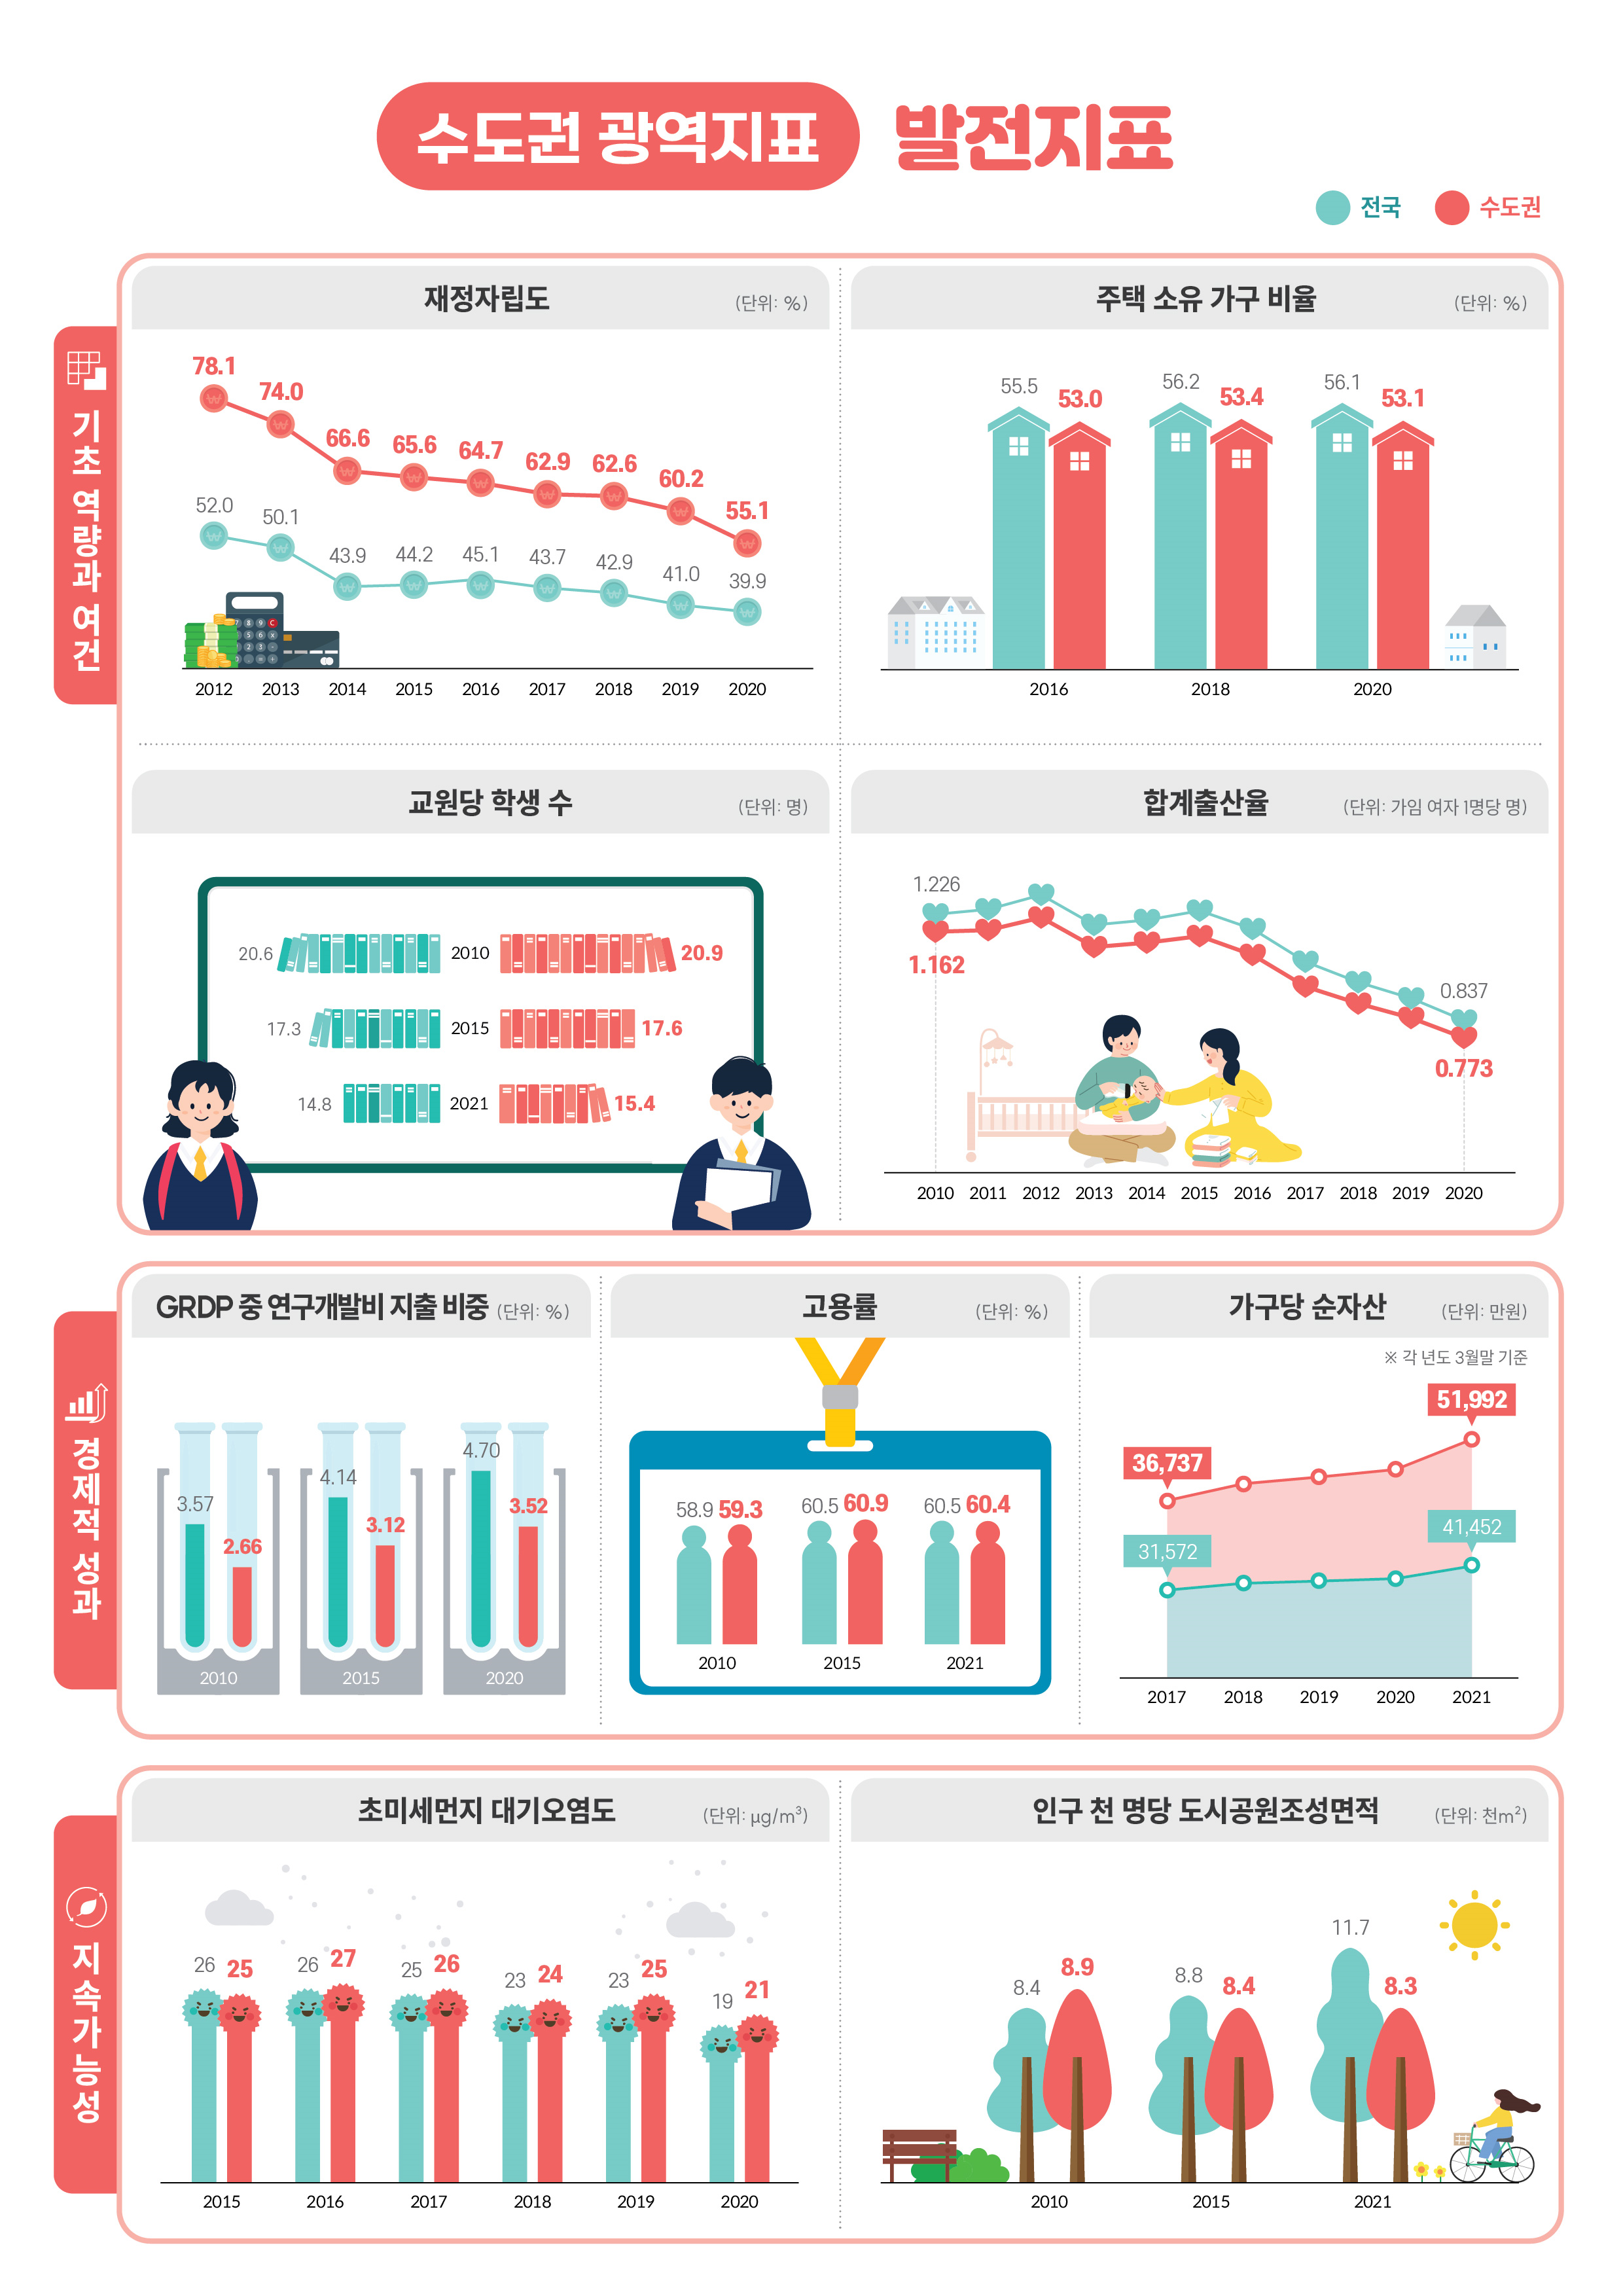 수도권 광역지표 발전지표
전국 수도권
기초 역량과 여건
재정자립도 (단위: %)
78.1 74.0 66.6 65.6 64.7 62.9 62.6 60.2 55.1
52.0 50.1 43.9 44.2 45.1 43.7 42.9 41.0 39.9
2012 2013 2014 2015 2016 2017 2018 2019 2020
주택 소유 가구 비율 (단위: %)
55.5 53.0 56.2 53.4 56.1 53.1
2016 2018 2020
교원당 학생 수 (단위: 명)
20.6 2010 20.9
17.3 2015 17.6
14.8 2021 15.4
합계출산율 (단위: 가임 여자 1명당 명)
1.226
1.162
0.837
0.773
2010 2011 2012 2013 2014 2015 2016 2017 2018 2019 2020
경제적 성과
GRDP 중 연구개발비 지출 비중 (단위: %)
3.57 2.66 4.14 3.12 4.70 3.52
2010 2015 2020
고용률 (단위: %)
58.9 59.3 60.5 60.9 60.5 60.4
2010 2015 2021
가구당 순자산 (단위: 만원)
※ 각 년도 3월말 기준
51,992
36,737
41,452
31,572
2017 2018 2019 2020 2021
지속가능성
초미세먼지 대기오염도 (단위: μg/m³)
26 25 26 27 25 26 23 24 23 25 19 21
2015 2016 2017 2018 2019 2020
인구 천 명당 도시공원조성면적 (단위: 천m²)
8.4 8.9 8.8 8.4 11.7 8.3
2010 2015 2021